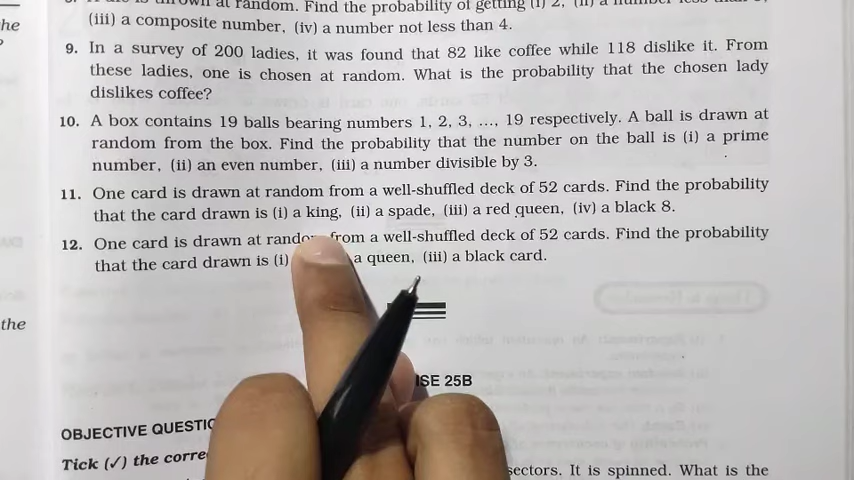 he
8. A die is thrown at random. Find the probability of getting (i) 2, (ii) a number less than 3,
(iii) a composite number, (iv) a number not less than 4.
9. In a survey of 200 ladies, it was found that 82 like coffee while 118 dislike it. From
these ladies, one is chosen at random. What is the probability that the chosen lady
dislikes coffee?
10. A box contains 19 balls bearing numbers 1, 2, 3, ..., 19 respectively. A ball is drawn at
random from the box. Find the probability that the number on the ball is (i) a prime
number, (ii) an even number, (iii) a number divisible by 3.
11. One card is drawn at random from a well-shuffled deck of 52 cards. Find the probability
that the card drawn is (i) a king, (ii) a spade, (iii) a red queen, (iv) a black 8.
12. One card is drawn at random from a well-shuffled deck of 52 cards. Find the probability
that the card drawn is (i) a queen, (iii) a black card.
the
ISE 25B
OBJECTIVE QUESTIO
Tick (✓) the corre
sectors. It is spinned. What is the